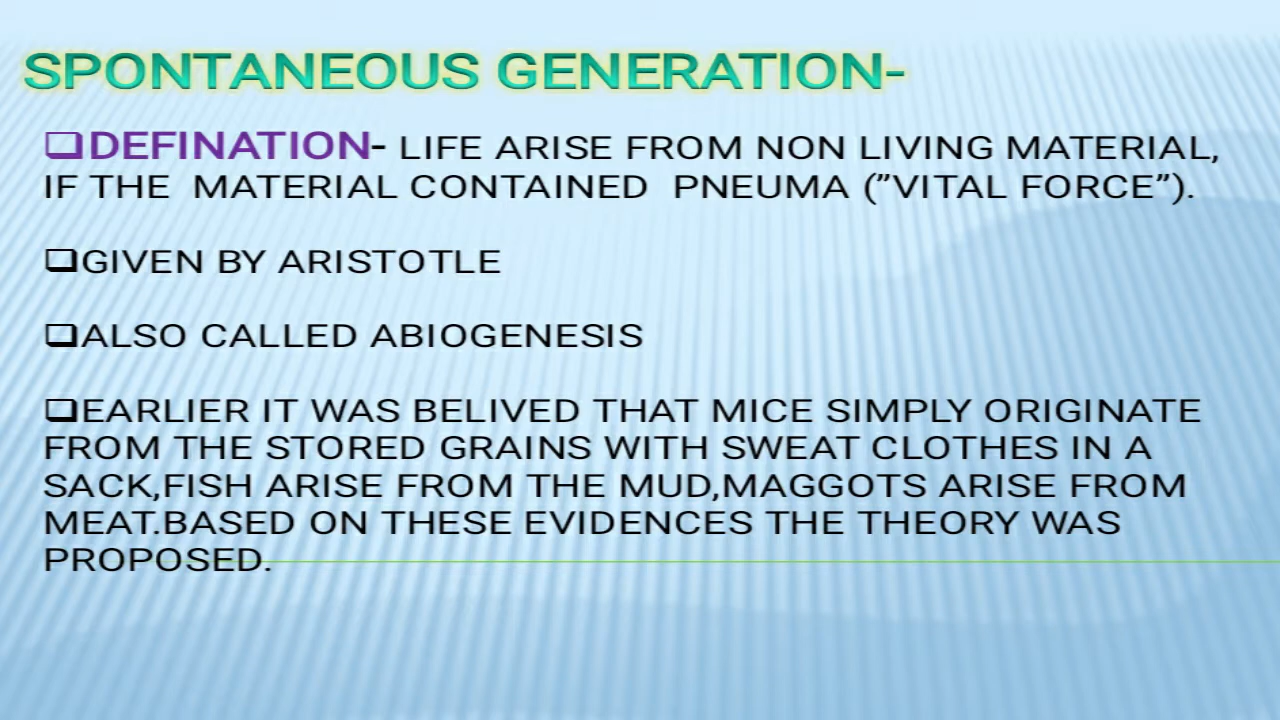 SPONTANEOUS GENERATION-
❑DEFINATION- LIFE ARISE FROM NON LIVING MATERIAL,
IF THE MATERIAL CONTAINED PNEUMA (”VITAL FORCE”).
❑GIVEN BY ARISTOTLE
❑ALSO CALLED ABIOGENESIS
❑EARLIER IT WAS BELIVED THAT MICE SIMPLY ORIGINATE
FROM THE STORED GRAINS WITH SWEAT CLOTHES IN A
SACK,FISH ARISE FROM THE MUD,MAGGOTS ARISE FROM
MEAT.BASED ON THESE EVIDENCES THE THEORY WAS
PROPOSED.